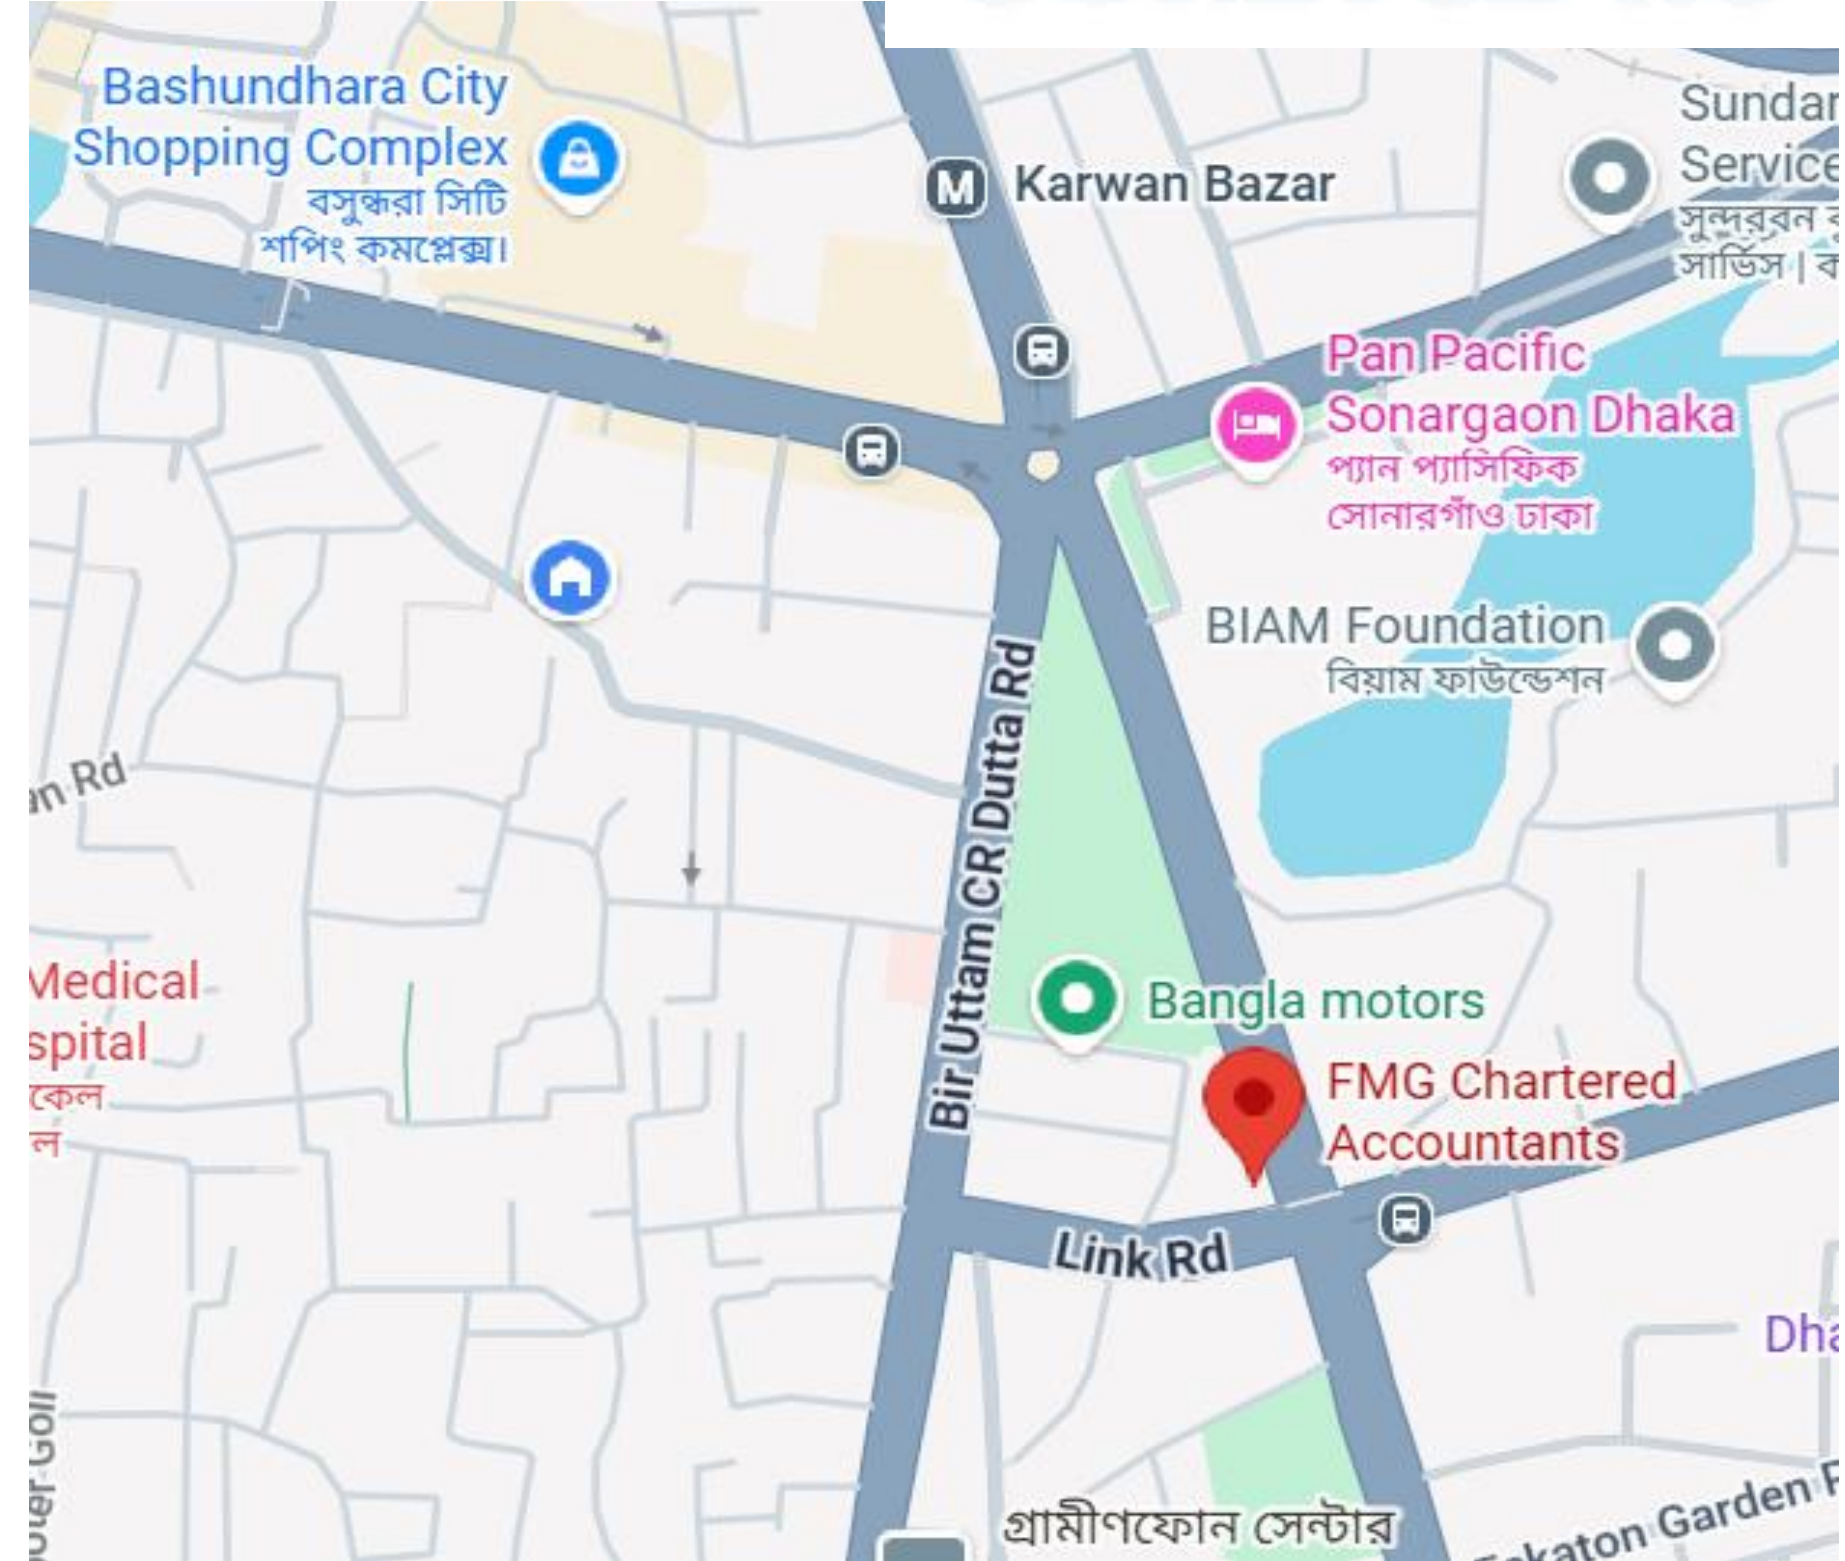 Bashundhara City
Shopping Complex
বসুন্ধরা সিটি
শপিং কমপ্লেক্স।
M Karwan Bazar
Sundar
Service
সুন্দরবন
সার্ভিস |
Pan Pacific
Sonargaon Dhaka
প্যান প্যাসিফিক
সোনারগাঁও ঢাকা
BIAM Foundation
বিয়াম ফাউন্ডেশন
Bir Uttam CR Dutta Rd
an Rd
Medical
spital
কেল
ল
Bangla motors
FMG Chartered
Accountants
Link Rd
Dha
গ্রামীণফোন সেন্টার
Garden